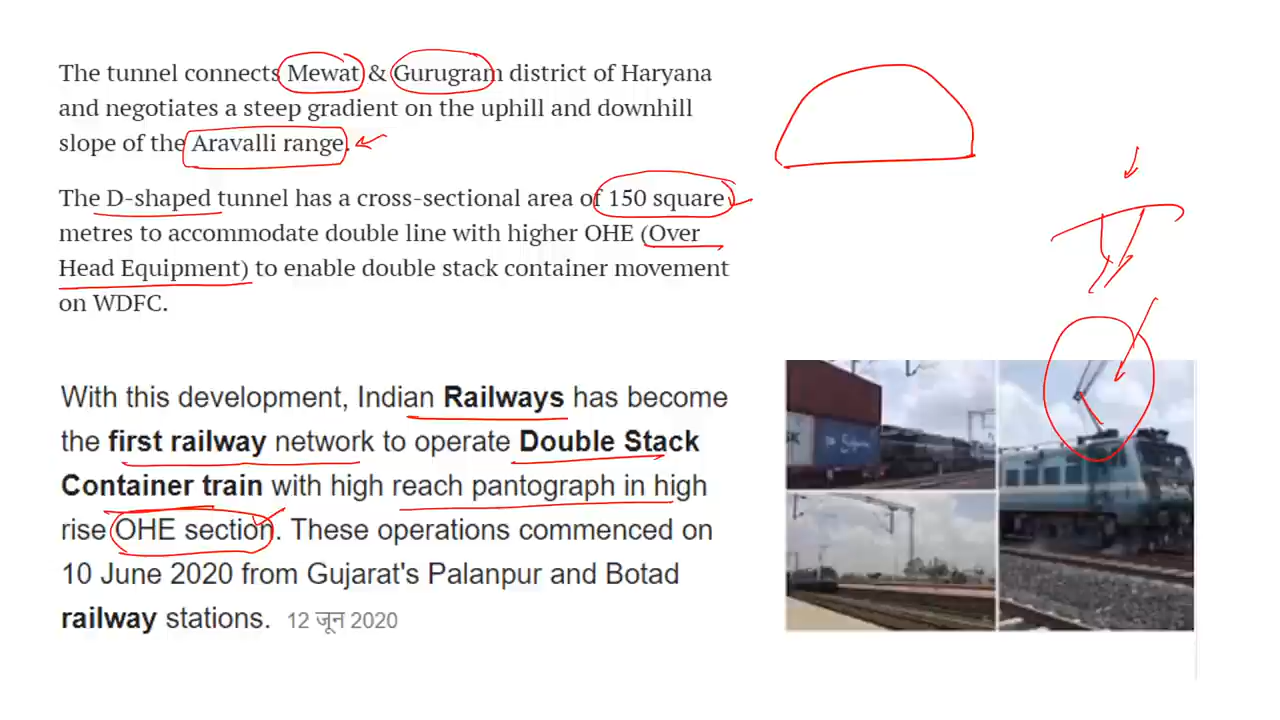 The tunnel connects Mewat & Gurugram district of Haryana
and negotiates a steep gradient on the uphill and downhill
slope of the Aravalli range.
The D-shaped tunnel has a cross-sectional area of 150 square
metres to accommodate double line with higher OHE (Over
Head Equipment) to enable double stack container movement
on WDFC.
With this development, Indian Railways has become
the first railway network to operate Double Stack
Container train with high reach pantograph in high
rise OHE section. These operations commenced on
10 June 2020 from Gujarat's Palanpur and Botad
railway stations. 12 जून 2020